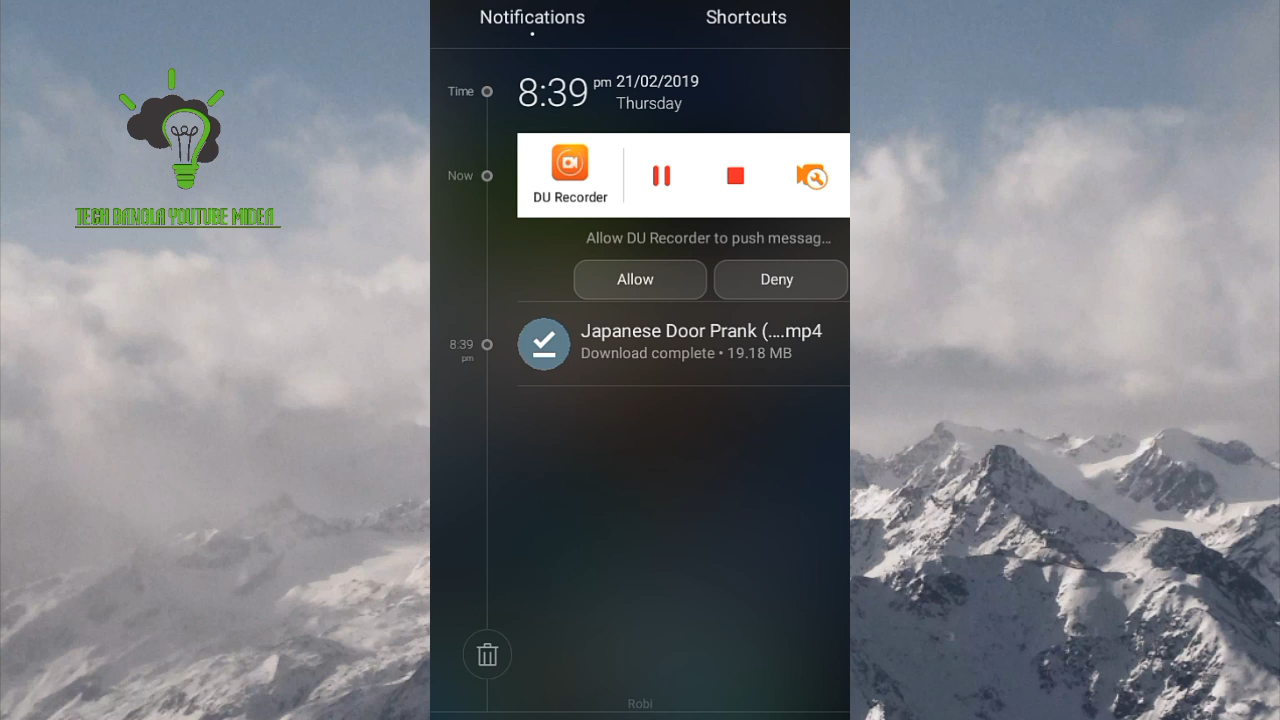 TECH BANGLA YOUTUBE MIDEA
Notifications
Shortcuts
Time
8:39 pm 21/02/2019
Thursday
Now
DU Recorder
Allow DU Recorder to push messag...
Allow
Deny
8:39
pm
Japanese Door Prank (....mp4
Download complete • 19.18 MB
Robi